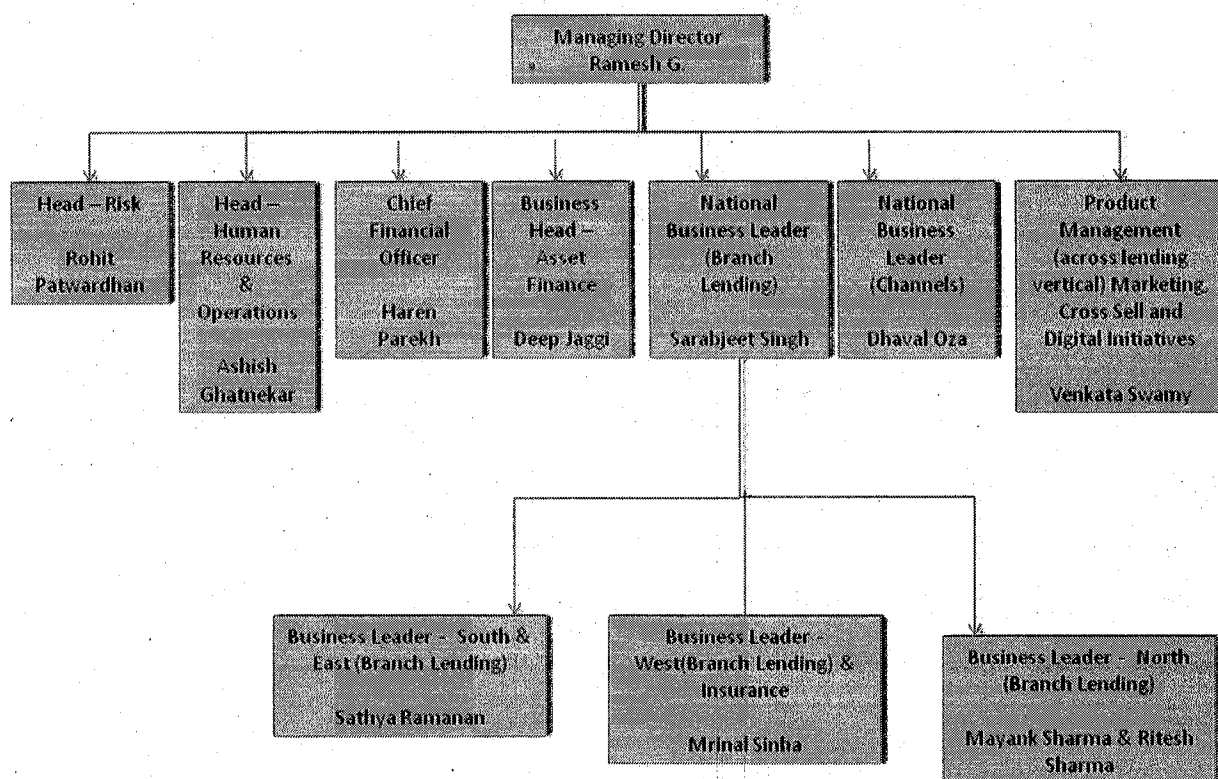 Managing Director
Ramesh G.
Head – Risk
Rohit
Patwardhan
Head –
Human
Resources
&
Operations
Ashish
Ghatnekar
Chief
Financial
Officer
Haren
Parekh
Business
Head –
Asset
Finance
Deep Jaggi
National
Business Leader
(Branch
Lending)
Sarabjeet Singh
National
Business
Leader
(Channels)
Dhaval Oza
Product
Management
(across lending
vertical) Marketing,
Cross Sell and
Digital Initiatives
Venkata Swamy
Business Leader - South &
East (Branch Lending)
Sathya Ramanan
Business Leader -
West(Branch Lending) &
Insurance
Mrinal Sinha
Business Leader - North
(Branch Lending)
Mayank Sharma & Ritesh
Sharma